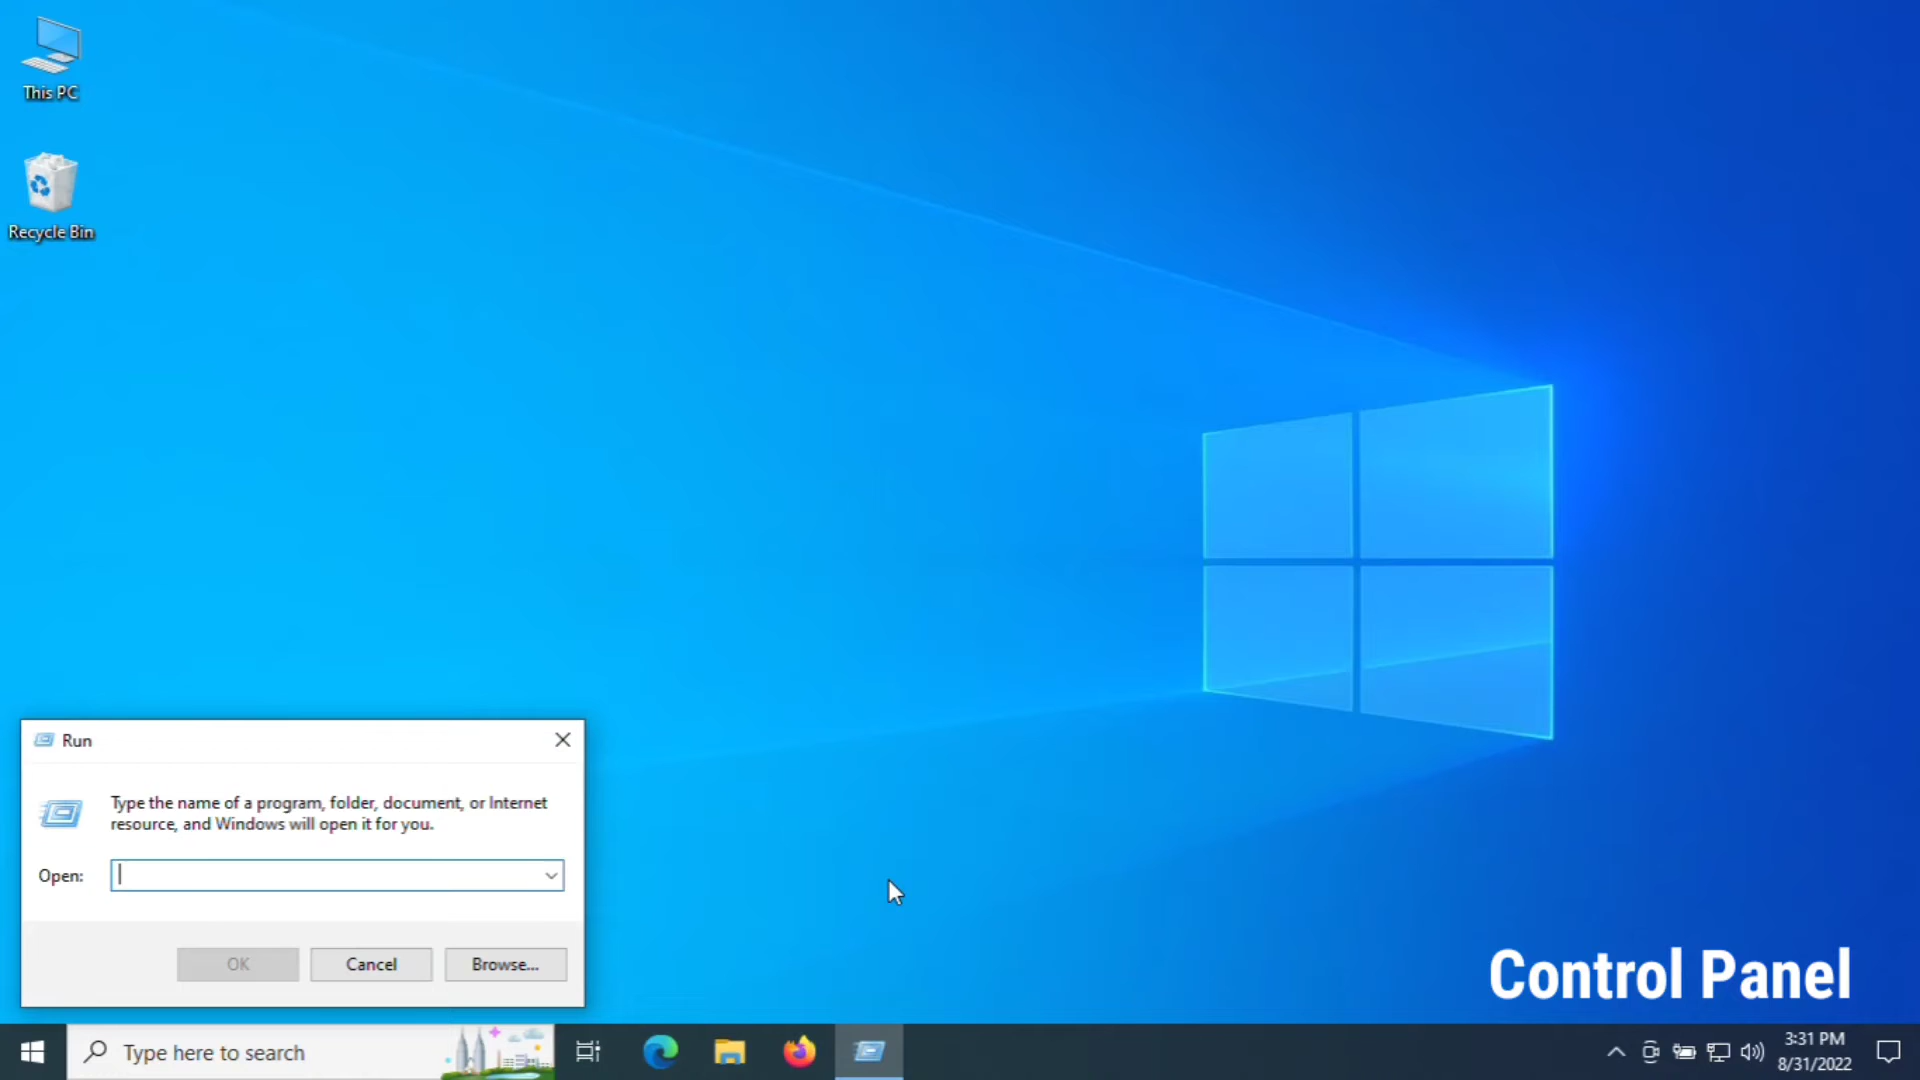 This PC
Recycle Bin
Run
Type the name of a program, folder, document, or Internet
resource, and Windows will open it for you.
Open:
OK
Cancel
Browse...
Control Panel
Type here to search
3:31 PM
8/31/2022